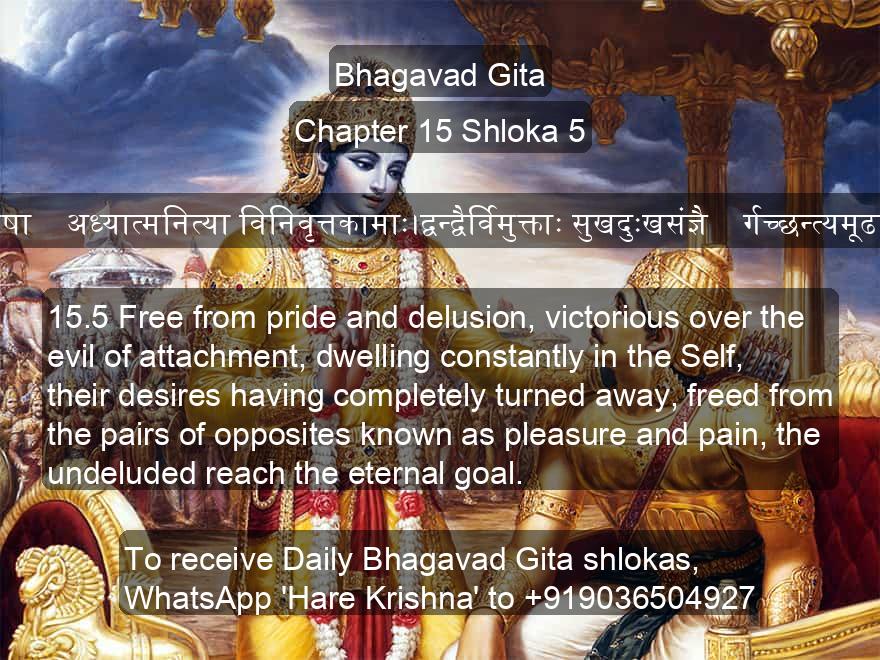 Bhagavad Gita
Chapter 15 Shloka 5
षा अध्यात्मनित्या विनिवृत्तकामाः।द्वन्द्वैर्विमुक्ताः सुखदुःखसंज्ञै र्गच्छन्त्यमूढा
15.5 Free from pride and delusion, victorious over the
evil of attachment, dwelling constantly in the Self,
their desires having completely turned away, freed from
the pairs of opposites known as pleasure and pain, the
undeluded reach the eternal goal.
To receive Daily Bhagavad Gita shlokas,
WhatsApp 'Hare Krishna' to +919036504927